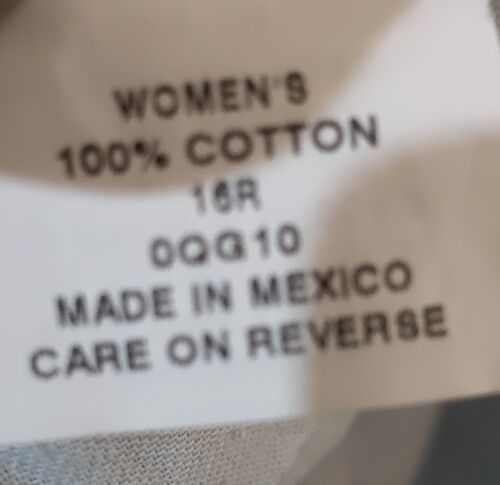 WOMEN'S
100% COTTON
16R
0QG10
MADE IN MEXICO
CARE ON REVERSE